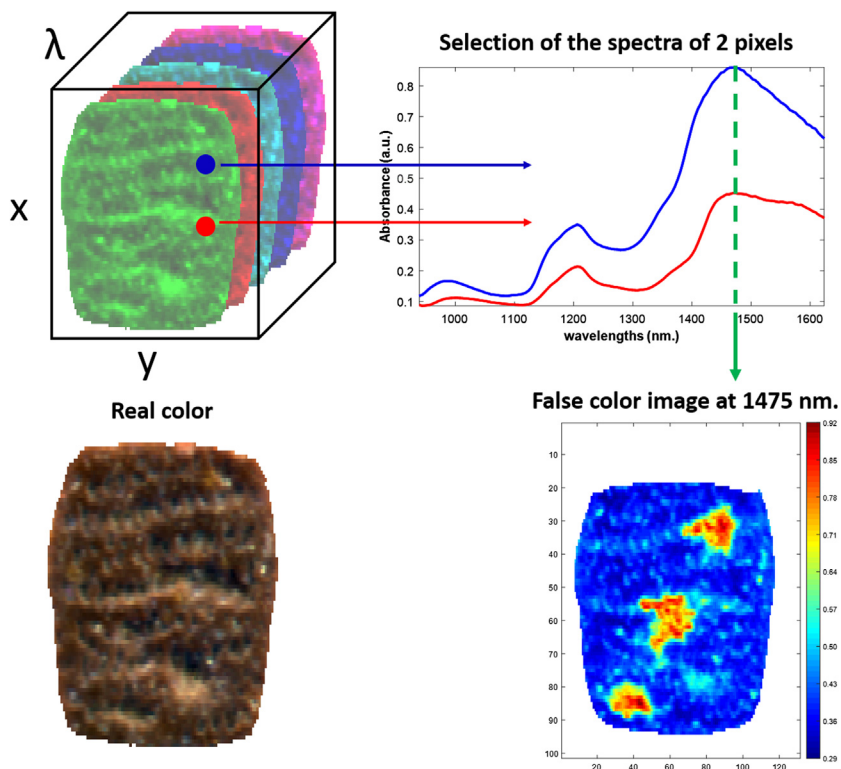 λ
x
y
Selection of the spectra of 2 pixels
Absorbance (a.u.)
0.8
0.7
0.6
0.5
0.4
0.3
0.2
0.1
1000 1100 1200 1300 1400 1500 1600
wavelengths (nm.)
Real color
False color image at 1475 nm.
10
20
30
40
50
60
70
80
90
100
20 40 60 80 100 120
0.92
0.85
0.78
0.71
0.64
0.57
0.50
0.43
0.36
0.29